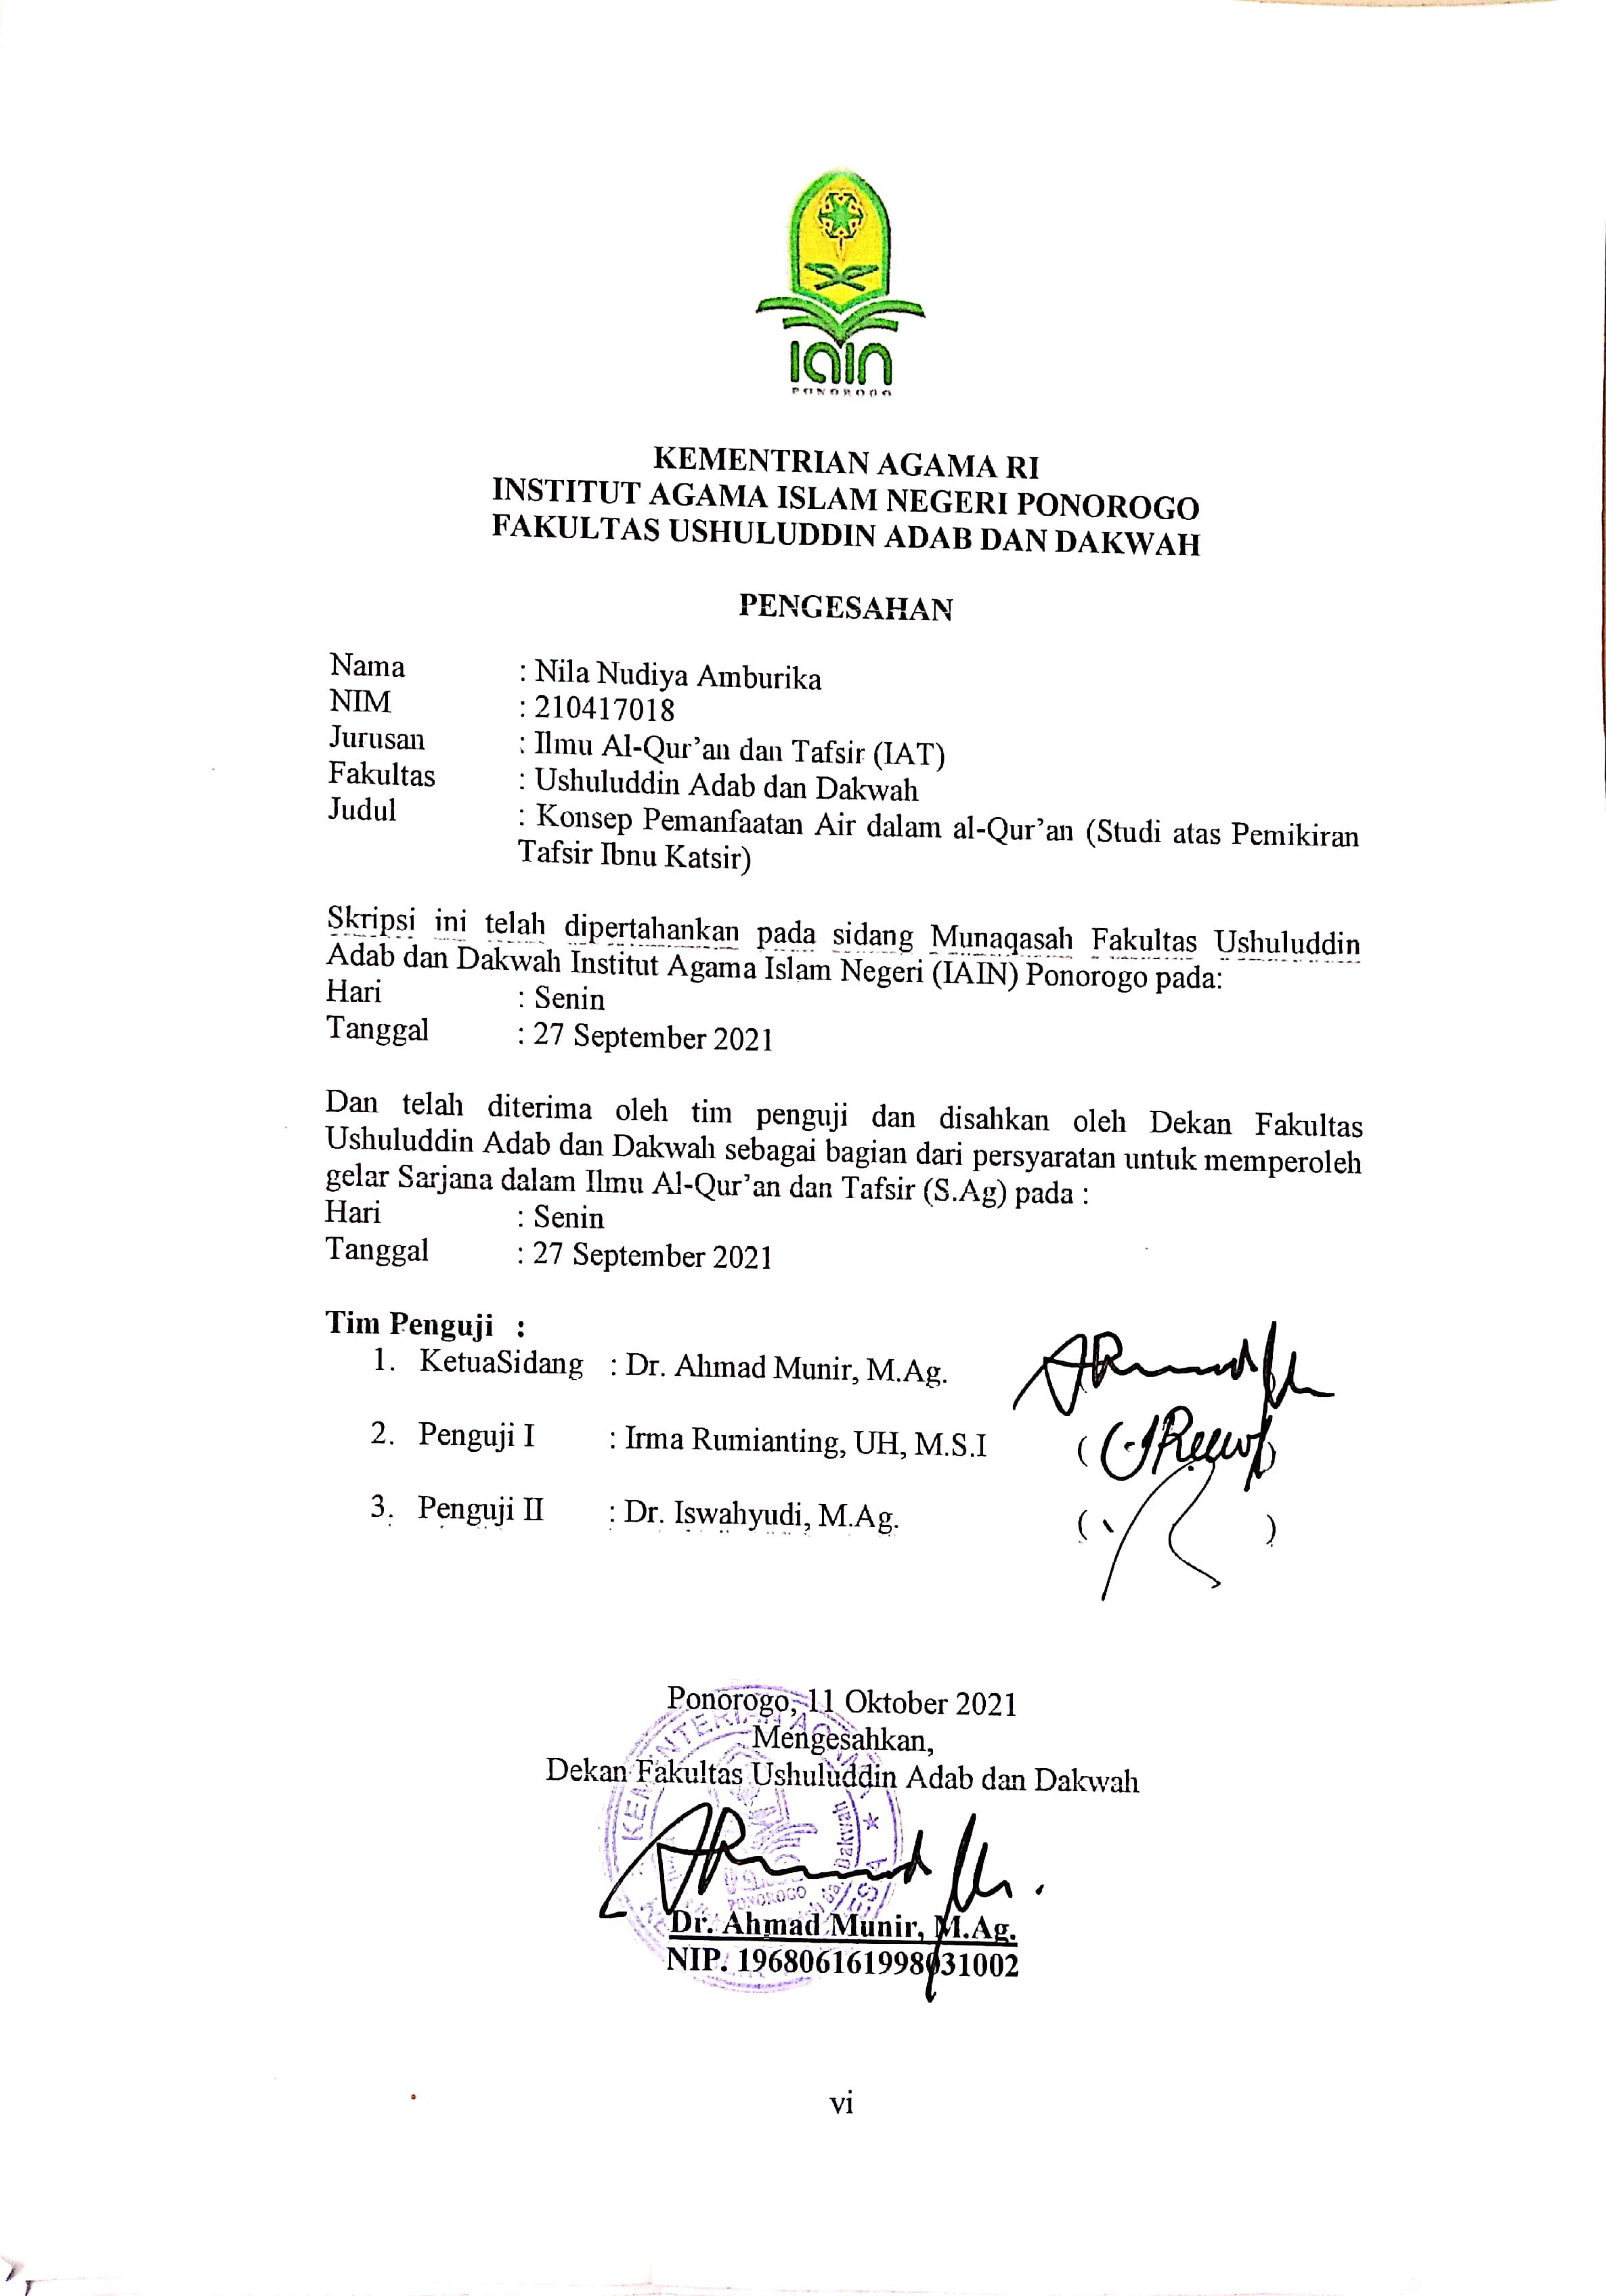 IAIN
PONOROGO
KEMENTRIAN AGAMA RI
INSTITUT AGAMA ISLAM NEGERI PONOROGO
FAKULTAS USHULUDDIN ADAB DAN DAKWAH
PENGESAHAN
Nama : Nila Nudiya Amburika
NIM : 210417018
Jurusan : Ilmu Al-Qur’an dan Tafsir (IAT)
Fakultas : Ushuluddin Adab dan Dakwah
Judul : Konsep Pemanfaatan Air dalam al-Qur’an (Studi atas Pemikiran
Tafsir Ibnu Katsir)
Skripsi ini telah dipertahankan pada sidang Munaqasah Fakultas Ushuluddin
Adab dan Dakwah Institut Agama Islam Negeri (IAIN) Ponorogo pada:
Hari : Senin
Tanggal : 27 September 2021
Dan telah diterima oleh tim penguji dan disahkan oleh Dekan Fakultas
Ushuluddin Adab dan Dakwah sebagai bagian dari persyaratan untuk memperoleh
gelar Sarjana dalam Ilmu Al-Qur’an dan Tafsir (S.Ag) pada :
Hari : Senin
Tanggal : 27 September 2021
Tim Penguji :
1. KetuaSidang : Dr. Ahmad Munir, M.Ag.
2. Penguji I : Irma Rumianting, UH, M.S.I ( )
3. Penguji II : Dr. Iswahyudi, M.Ag. ( )
Ponorogo, 11 Oktober 2021
Mengesahkan,
Dekan Fakultas Ushuluddin Adab dan Dakwah
Dakwah
PONOROGO
Dr. Ahmad Munir, M.Ag.
NIP. 196806161998031002
vi